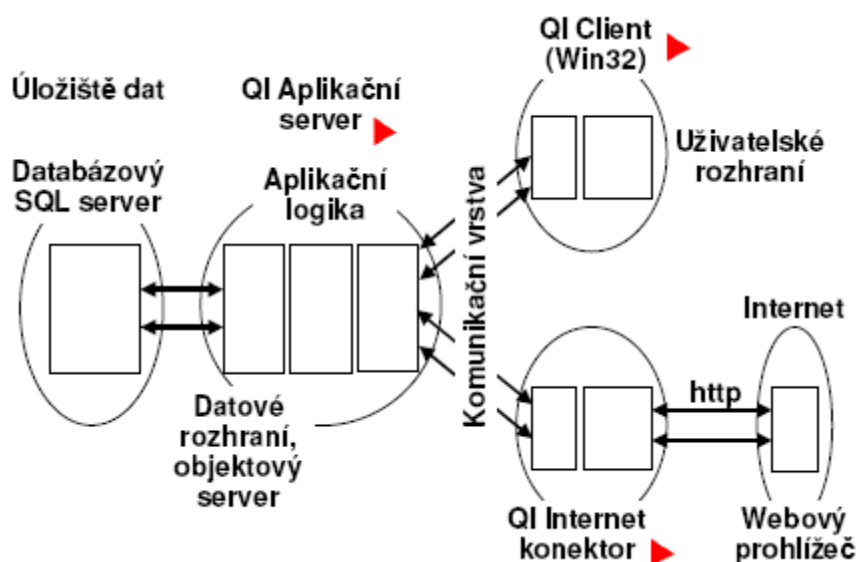 Úložiště dat
Databázový
SQL server
QI Aplikační
server
Aplikační
logika
Datové
rozhraní,
objektový
server
Komunikační vrstva
QI Client
(Win32)
Uživatelské
rozhraní
QI Internet
konektor
http
Internet
Webový
prohlížeč